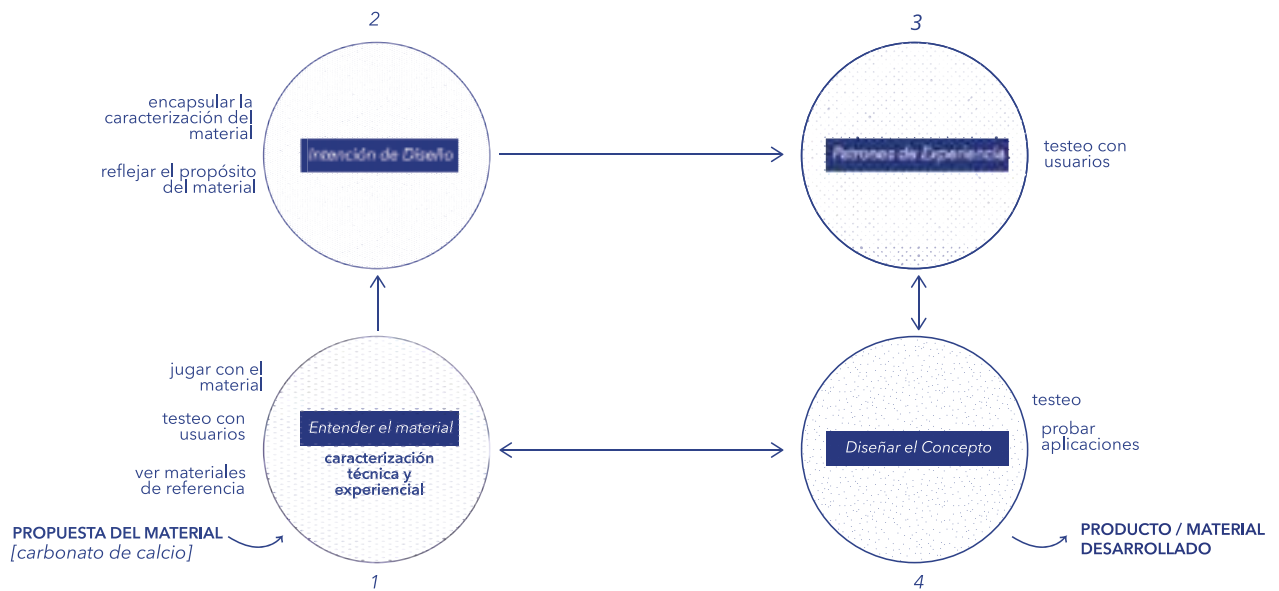 2
3
encapsular la
caracterización del
material
reflejar el propósito
del material
Intención de Diseño
Patrones de Experiencia
testeo con
usuarios
jugar con el
material
testeo con
usuarios
ver materiales
de referencia
Entender el material
caracterización
técnica y
experiencial
Diseñar el Concepto
testeo
probar
aplicaciones
PROPUESTA DEL MATERIAL
[carbonato de calcio]
PRODUCTO / MATERIAL
DESARROLLADO
1
4